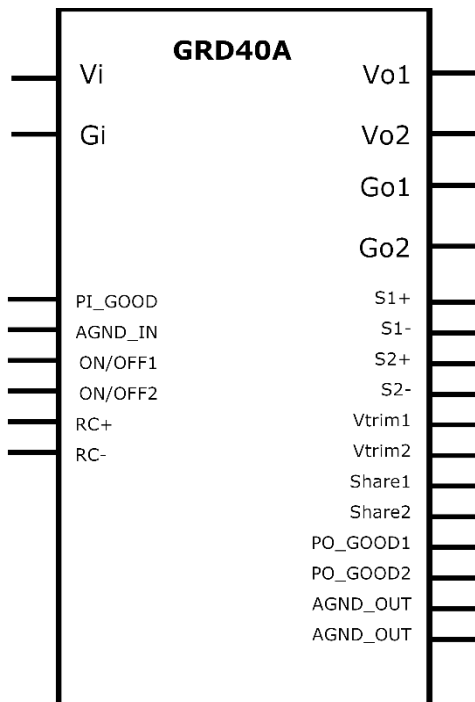 GRD40A
Vi
Gi
PI_GOOD
AGND_IN
ON/OFF1
ON/OFF2
RC+
RC-
Vo1
Vo2
Go1
Go2
S1+
S1-
S2+
S2-
Vtrim1
Vtrim2
Share1
Share2
PO_GOOD1
PO_GOOD2
AGND_OUT
AGND_OUT